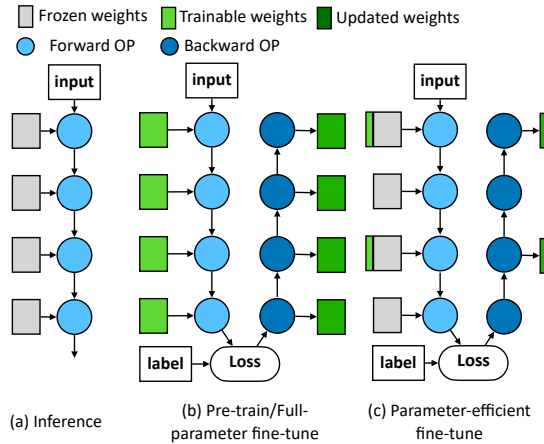 Frozen weights
Trainable weights
Updated weights
Forward OP
Backward OP
input
input
input
label
Loss
label
Loss
(a) Inference
(b) Pre-train/Full-
parameter fine-tune
(c) Parameter-efficient
fine-tune